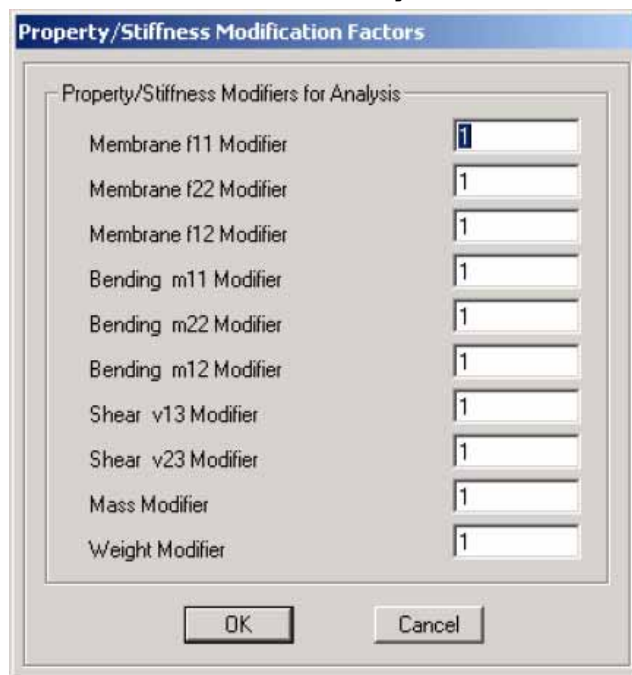 Property/Stiffness Modification Factors
Property/Stiffness Modifiers for Analysis
Membrane f11 Modifier 1
Membrane f22 Modifier 1
Membrane f12 Modifier 1
Bending m11 Modifier 1
Bending m22 Modifier 1
Bending m12 Modifier 1
Shear v13 Modifier 1
Shear v23 Modifier 1
Mass Modifier 1
Weight Modifier 1
OK Cancel